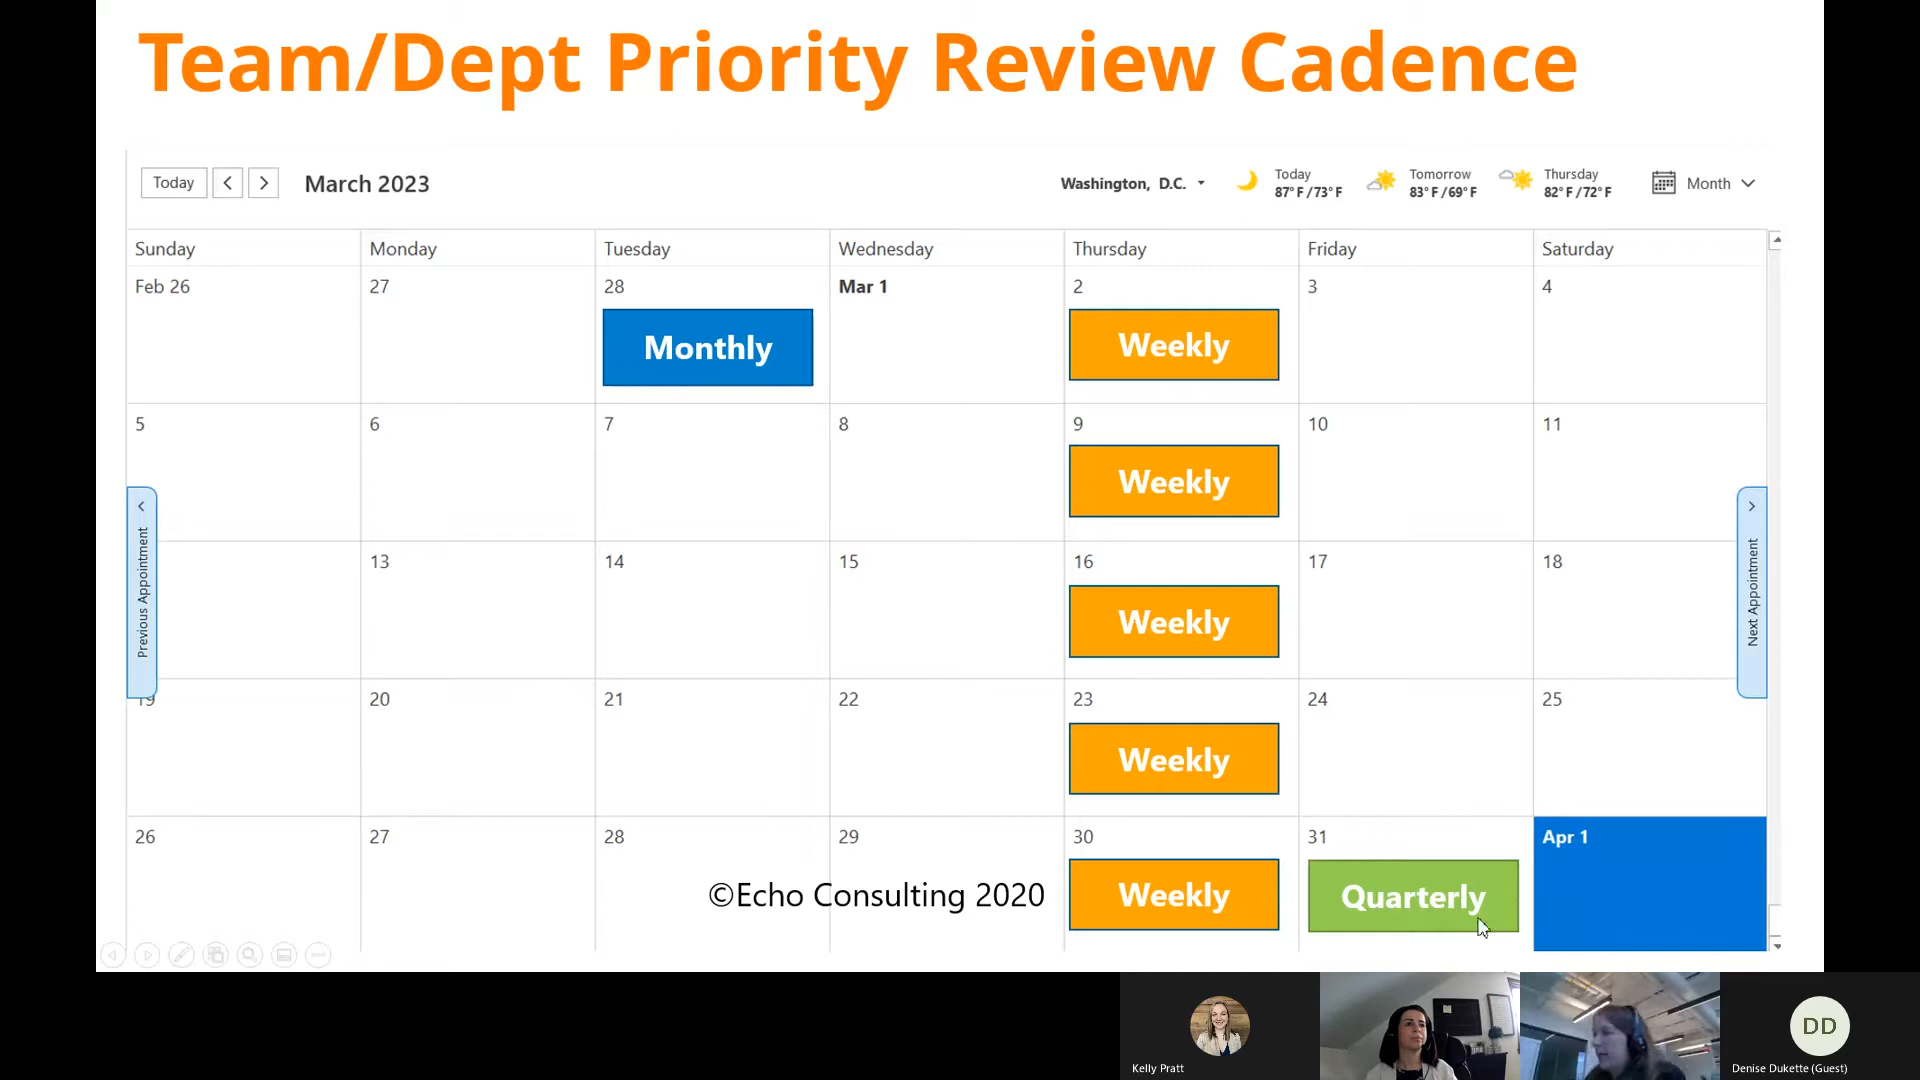 Team/Dept Priority Review Cadence
Today
March 2023
Washington, D.C.
Today
87°F/73°F
Tomorrow
83°F/69°F
Thursday
82°F/72°F
Month
Sunday Monday Tuesday Wednesday Thursday Friday Saturday
Feb 26 27 28 Mar 1 2 3 4
Monthly Weekly
5 6 7 8 9 10 11
Weekly
13 14 15 16 17 18
Weekly
Previous Appointment
Next Appointment
19 20 21 22 23 24 25
Weekly
26 27 28 29 30 31 Apr 1
©Echo Consulting 2020 Weekly Quarterly
DD
Kelly Pratt
Denise Dukette (Guest)